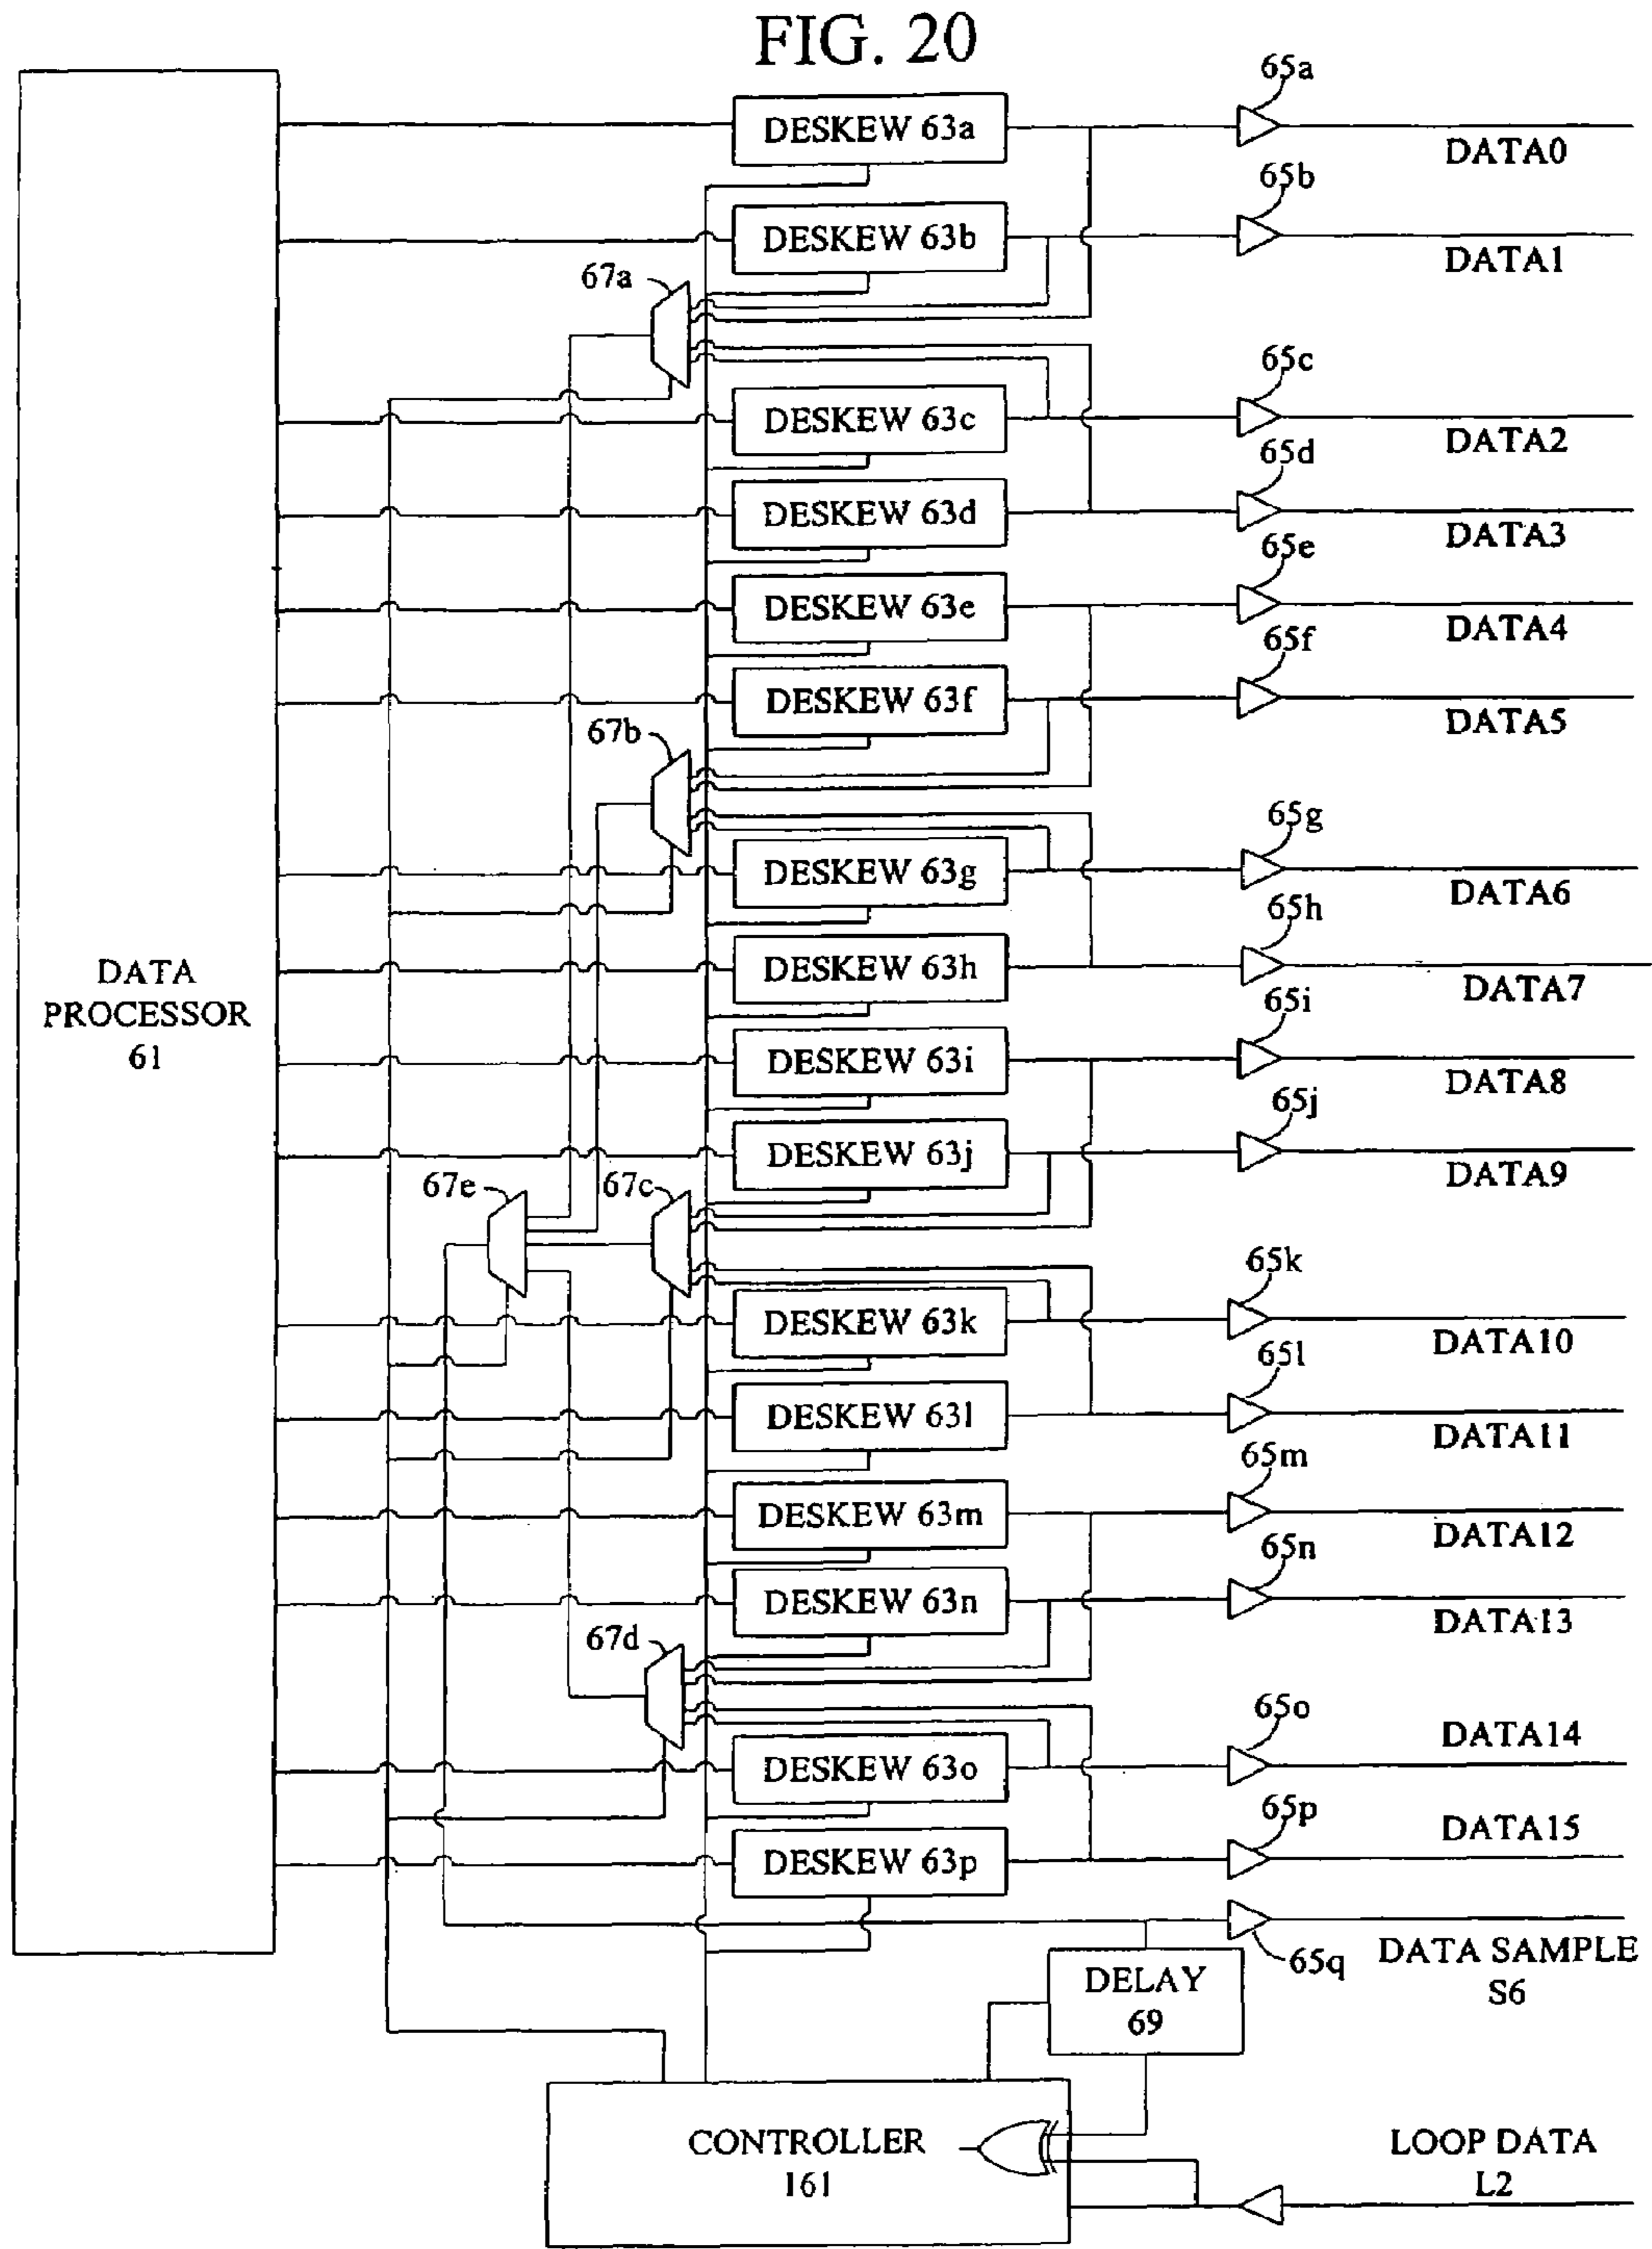 FIG. 20
65a
DESKEW 63a
DATA0
65b
DESKEW 63b
DATA1
67a
65c
DESKEW 63c
DATA2
65d
DESKEW 63d
DATA3
65e
DESKEW 63e
DATA4
65f
DESKEW 63f
DATA5
67b
65g
DESKEW 63g
DATA6
65h
DESKEW 63h
DATA7
DATA
PROCESSOR
61
65i
DESKEW 63i
DATA8
65j
DESKEW 63j
DATA9
67e
67c
65k
DESKEW 63k
DATA10
65l
DESKEW 63l
DATA11
65m
DESKEW 63m
DATA12
65n
DESKEW 63n
DATA13
67d
65o
DATA14
DESKEW 63o
65p
DATA15
DESKEW 63p
65q
DATA SAMPLE
S6
DELAY
69
CONTROLLER
161
LOOP DATA
L2